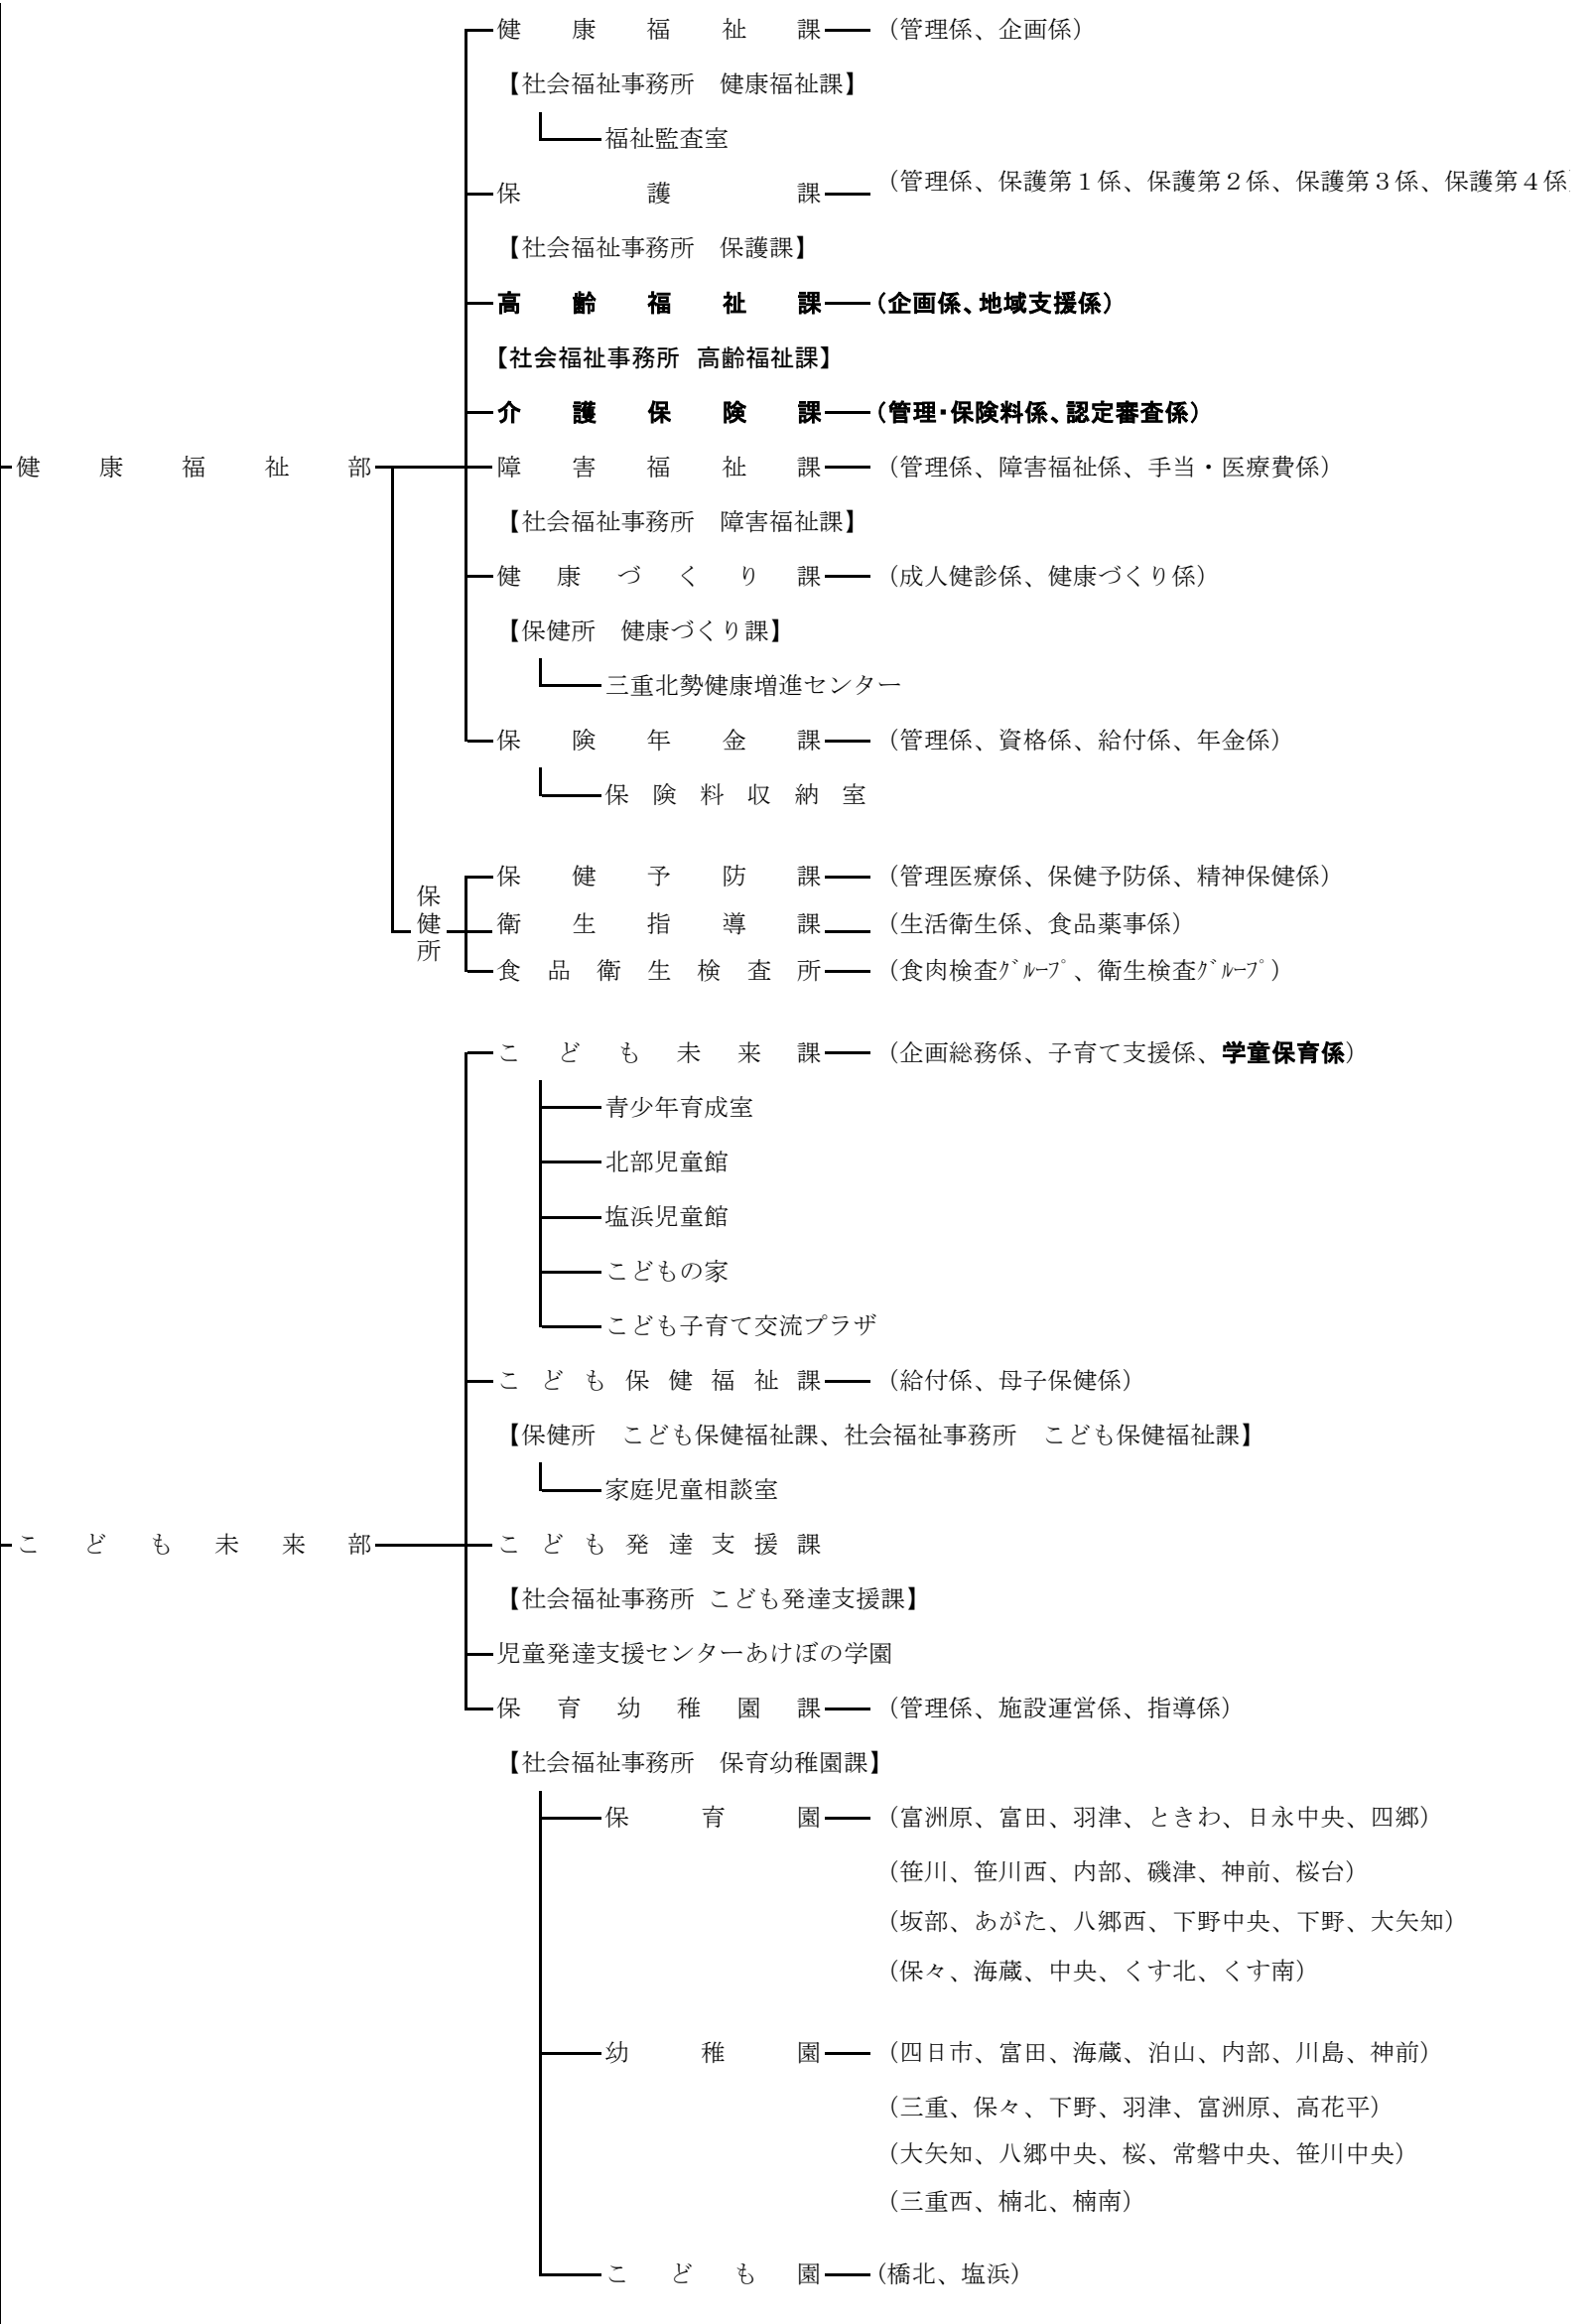 健康福祉課 （管理係、企画係）
【社会福祉事務所　健康福祉課】
福祉監査室
保護課 （管理係、保護第１係、保護第２係、保護第３係、保護第４係）
【社会福祉事務所　保護課】
高齢福祉課 （企画係、地域支援係）
【社会福祉事務所 高齢福祉課】
介護保険課 （管理・保険料係、認定審査係）
健康福祉部 障害福祉課 （管理係、障害福祉係、手当・医療費係）
【社会福祉事務所　障害福祉課】
健康づくり課 （成人健診係、健康づくり係）
【保健所　健康づくり課】
三重北勢健康増進センター
保険年金課 （管理係、資格係、給付係、年金係）
保険料収納室
保健所
保健予防課 （管理医療係、保健予防係、精神保健係）
衛生指導課 （生活衛生係、食品薬事係）
食品衛生検査所 （食肉検査ｸﾞﾙｰﾌﾟ、衛生検査ｸﾞﾙｰﾌﾟ）
こども未来課 （企画総務係、子育て支援係、学童保育係）
青少年育成室
北部児童館
塩浜児童館
こどもの家
こども子育て交流プラザ
こども保健福祉課 （給付係、母子保健係）
【保健所　こども保健福祉課、社会福祉事務所　こども保健福祉課】
家庭児童相談室
こども未来部 こども発達支援課
【社会福祉事務所 こども発達支援課】
児童発達支援センターあけぼの学園
保育幼稚園課 （管理係、施設運営係、指導係）
【社会福祉事務所　保育幼稚園課】
保育園 （富洲原、富田、羽津、ときわ、日永中央、四郷）
（笹川、笹川西、内部、磯津、神前、桜台）
（坂部、あがた、八郷西、下野中央、下野、大矢知）
（保々、海蔵、中央、くす北、くす南）
幼稚園 （四日市、富田、海蔵、泊山、内部、川島、神前）
（三重、保々、下野、羽津、富洲原、高花平）
（大矢知、八郷中央、桜、常磐中央、笹川中央）
（三重西、楠北、楠南）
こども園 （橋北、塩浜）